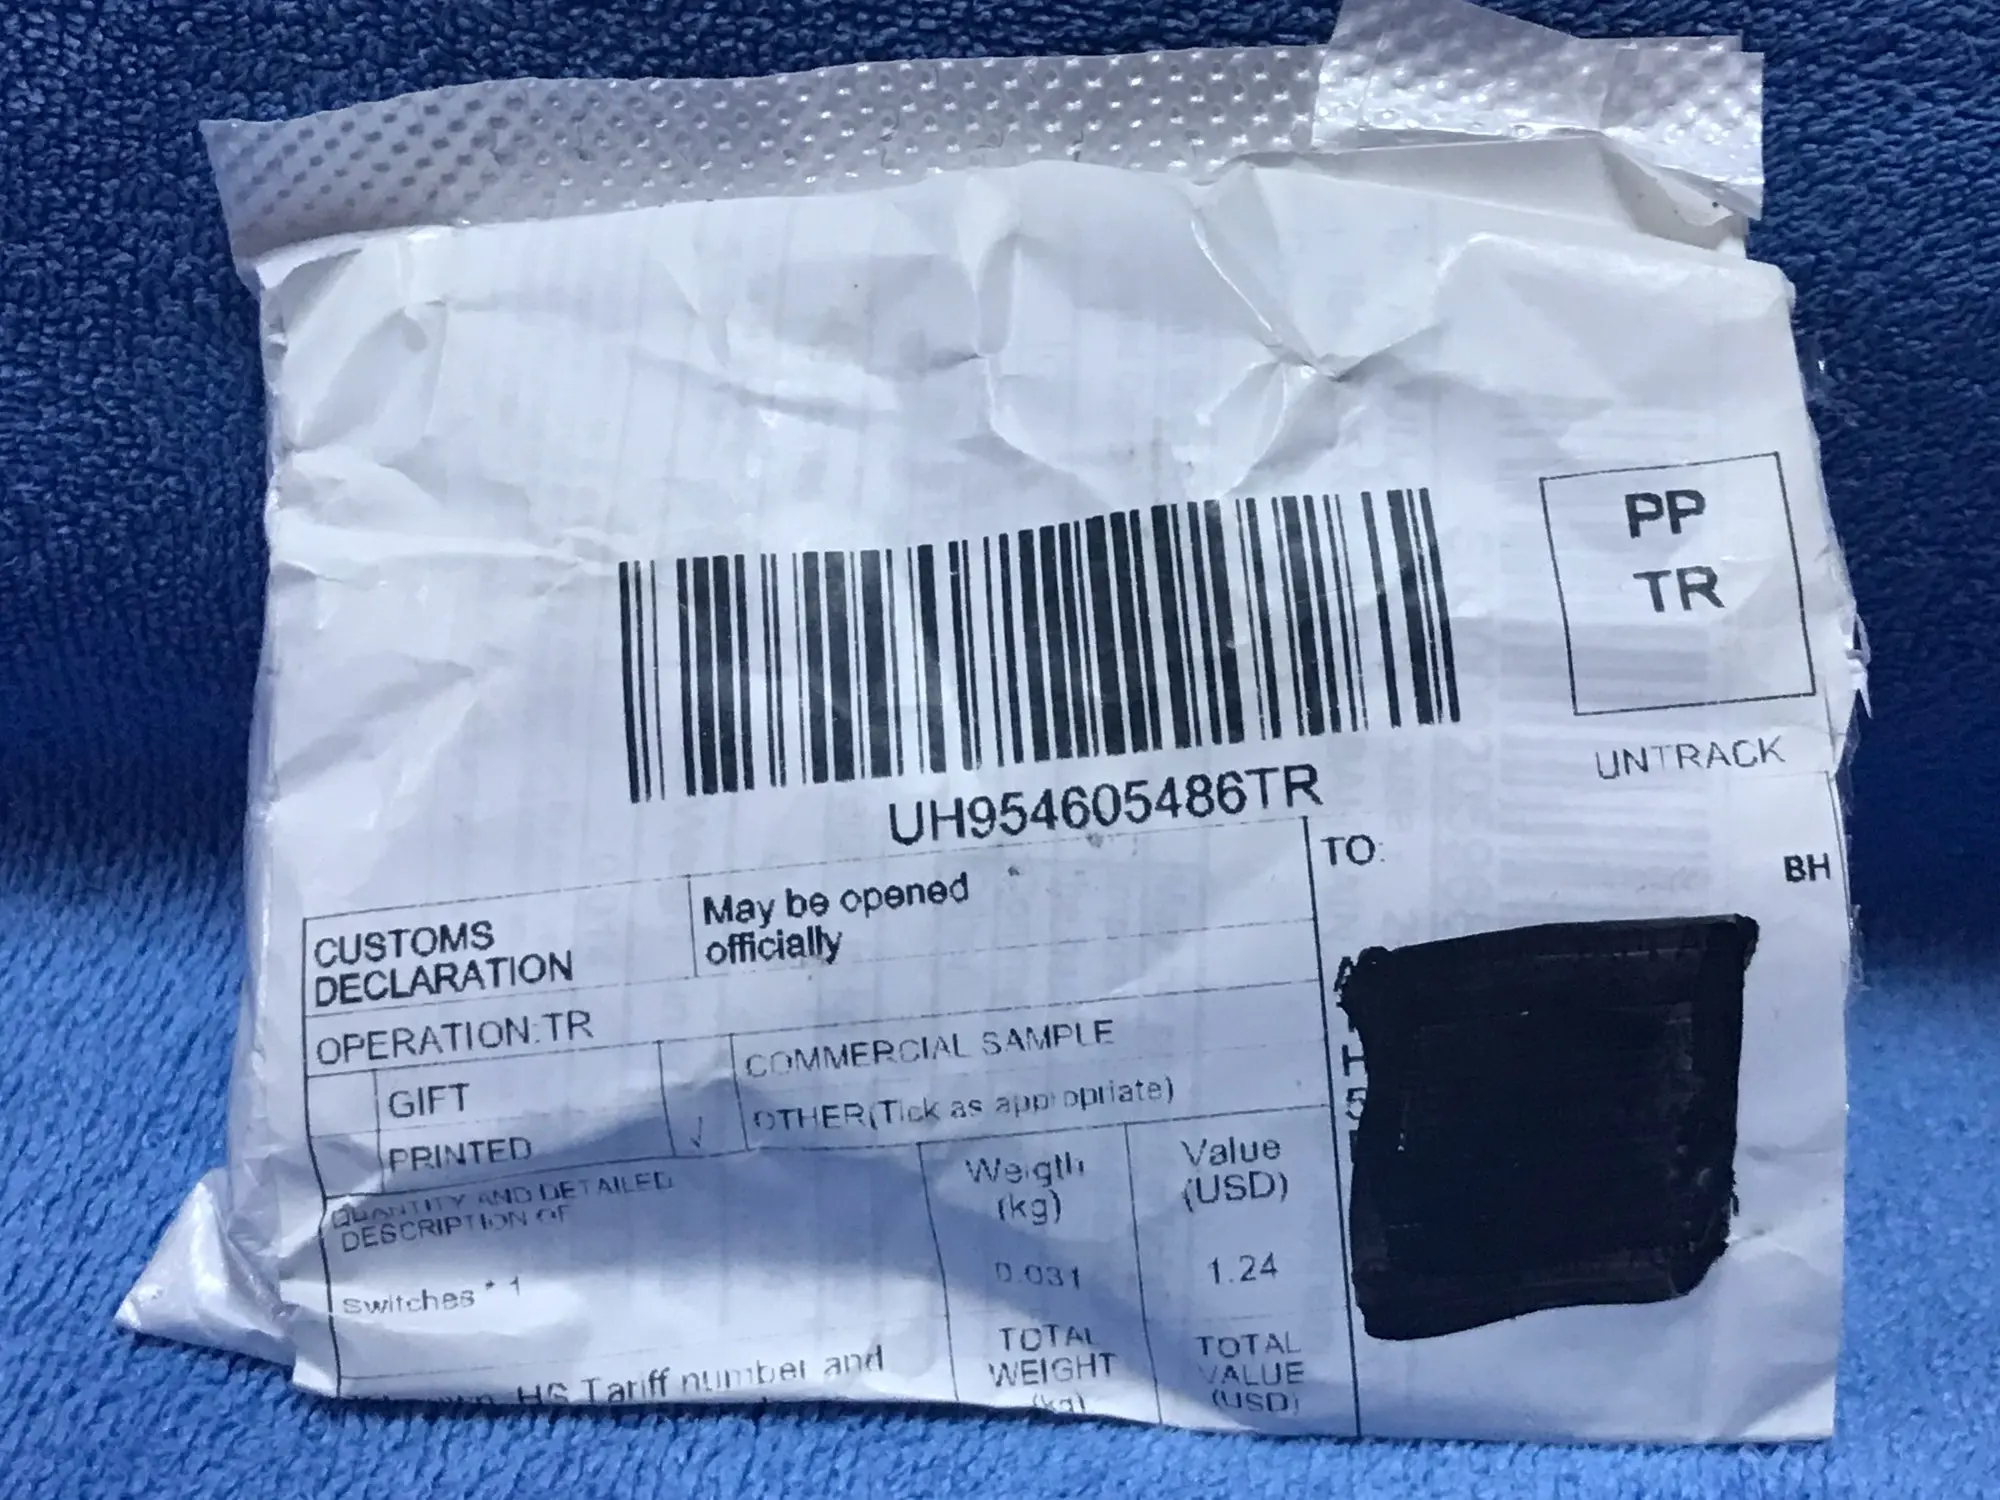 PP
TR
UNTRACK
UH954605486TR
CUSTOMS
DECLARATION
May be opened
officially
TO:
BH
OPERATION:TR
GIFT
COMMERCIAL SAMPLE
PRINTED
√
OTHER(Tick as appropriate)
H
5
QUANTITY AND DETAILED
DESCRIPTION OF
Weigth
(kg)
Value
(USD)
switches * 1
0.031
1.24
HS Tariff number and
TOTAL
WEIGHT
(kg)
TOTAL
VALUE
(USD)